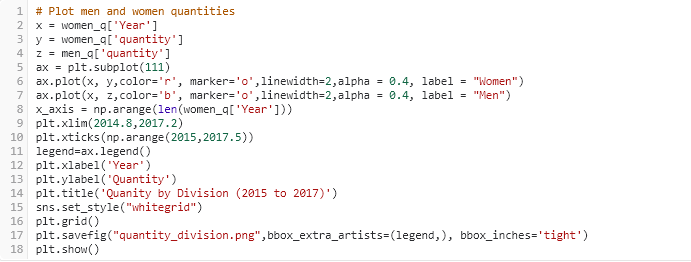 1 # Plot men and women quantities
2 x = women_q['Year']
3 y = women_q['quantity']
4 z = men_q['quantity']
5 ax = plt.subplot(111)
6 ax.plot(x, y,color='r', marker='o',linewidth=2,alpha = 0.4, label = "Women")
7 ax.plot(x, z,color='b', marker='o',linewidth=2,alpha = 0.4, label = "Men")
8 x_axis = np.arange(len(women_q['Year']))
9 plt.xlim(2014.8,2017.2)
10 plt.xticks(np.arange(2015,2017.5))
11 legend=ax.legend()
12 plt.xlabel('Year')
13 plt.ylabel('Quantity')
14 plt.title('Quanity by Division (2015 to 2017)')
15 sns.set_style("whitegrid")
16 plt.grid()
17 plt.savefig("quantity_division.png",bbox_extra_artists=(legend,), bbox_inches='tight')
18 plt.show()